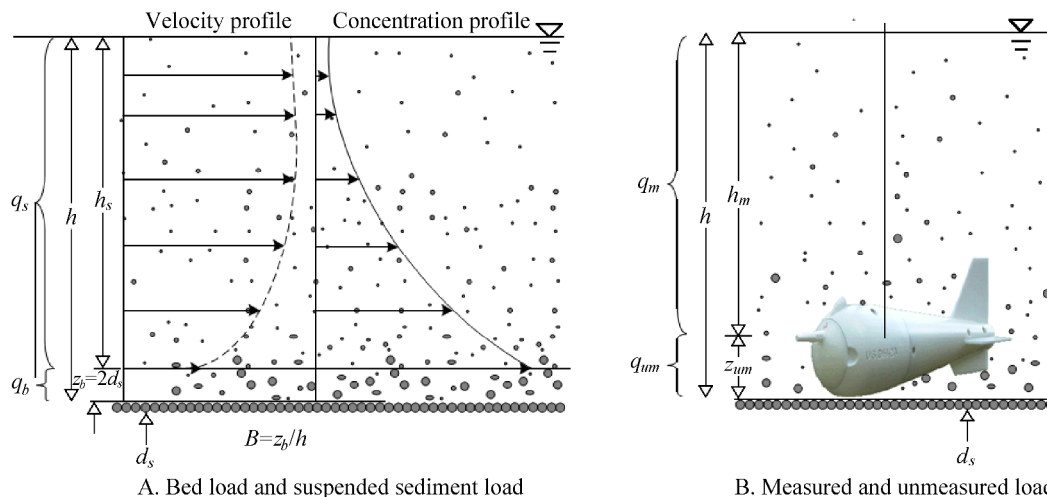 Velocity profile
Concentration profile
q_s
h
h_s
z_b=2d_s
q_b
d_s
B=z_b/h
A. Bed load and suspended sediment load
q_m
h
h_m
q_um
z_um
d_s
B. Measured and unmeasured load